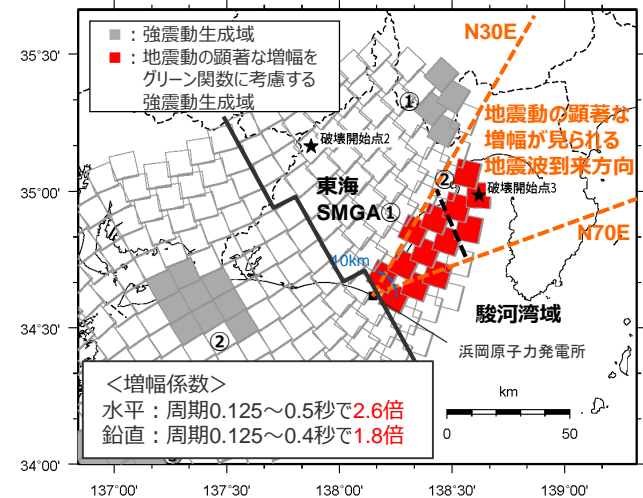 ■：強震動生成域
■：地震動の顕著な増幅を
グリーン関数に考慮する
強震動生成域
N30E
地震動の顕著な
増幅が見られる
地震波到来方向
N70E
①
破壊開始点2
②
破壊開始点3
東海
SMGA①
10km
駿河湾域
浜岡原子力発電所
②
＜増幅係数＞
水平：周期0.125～0.5秒で2.6倍
鉛直：周期0.125～0.4秒で1.8倍
km
0 50
35°30'
35°00'
34°30'
34°00'
137°00' 137°30' 138°00' 138°30' 139°00'